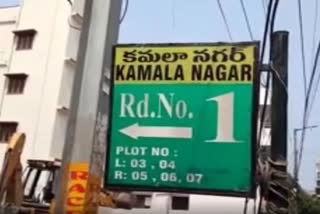 కమలా నగర్
KAMALA NAGAR
Rd.No. 1
PLOT NO :
L: 03, 04
R: 05, 06, 07